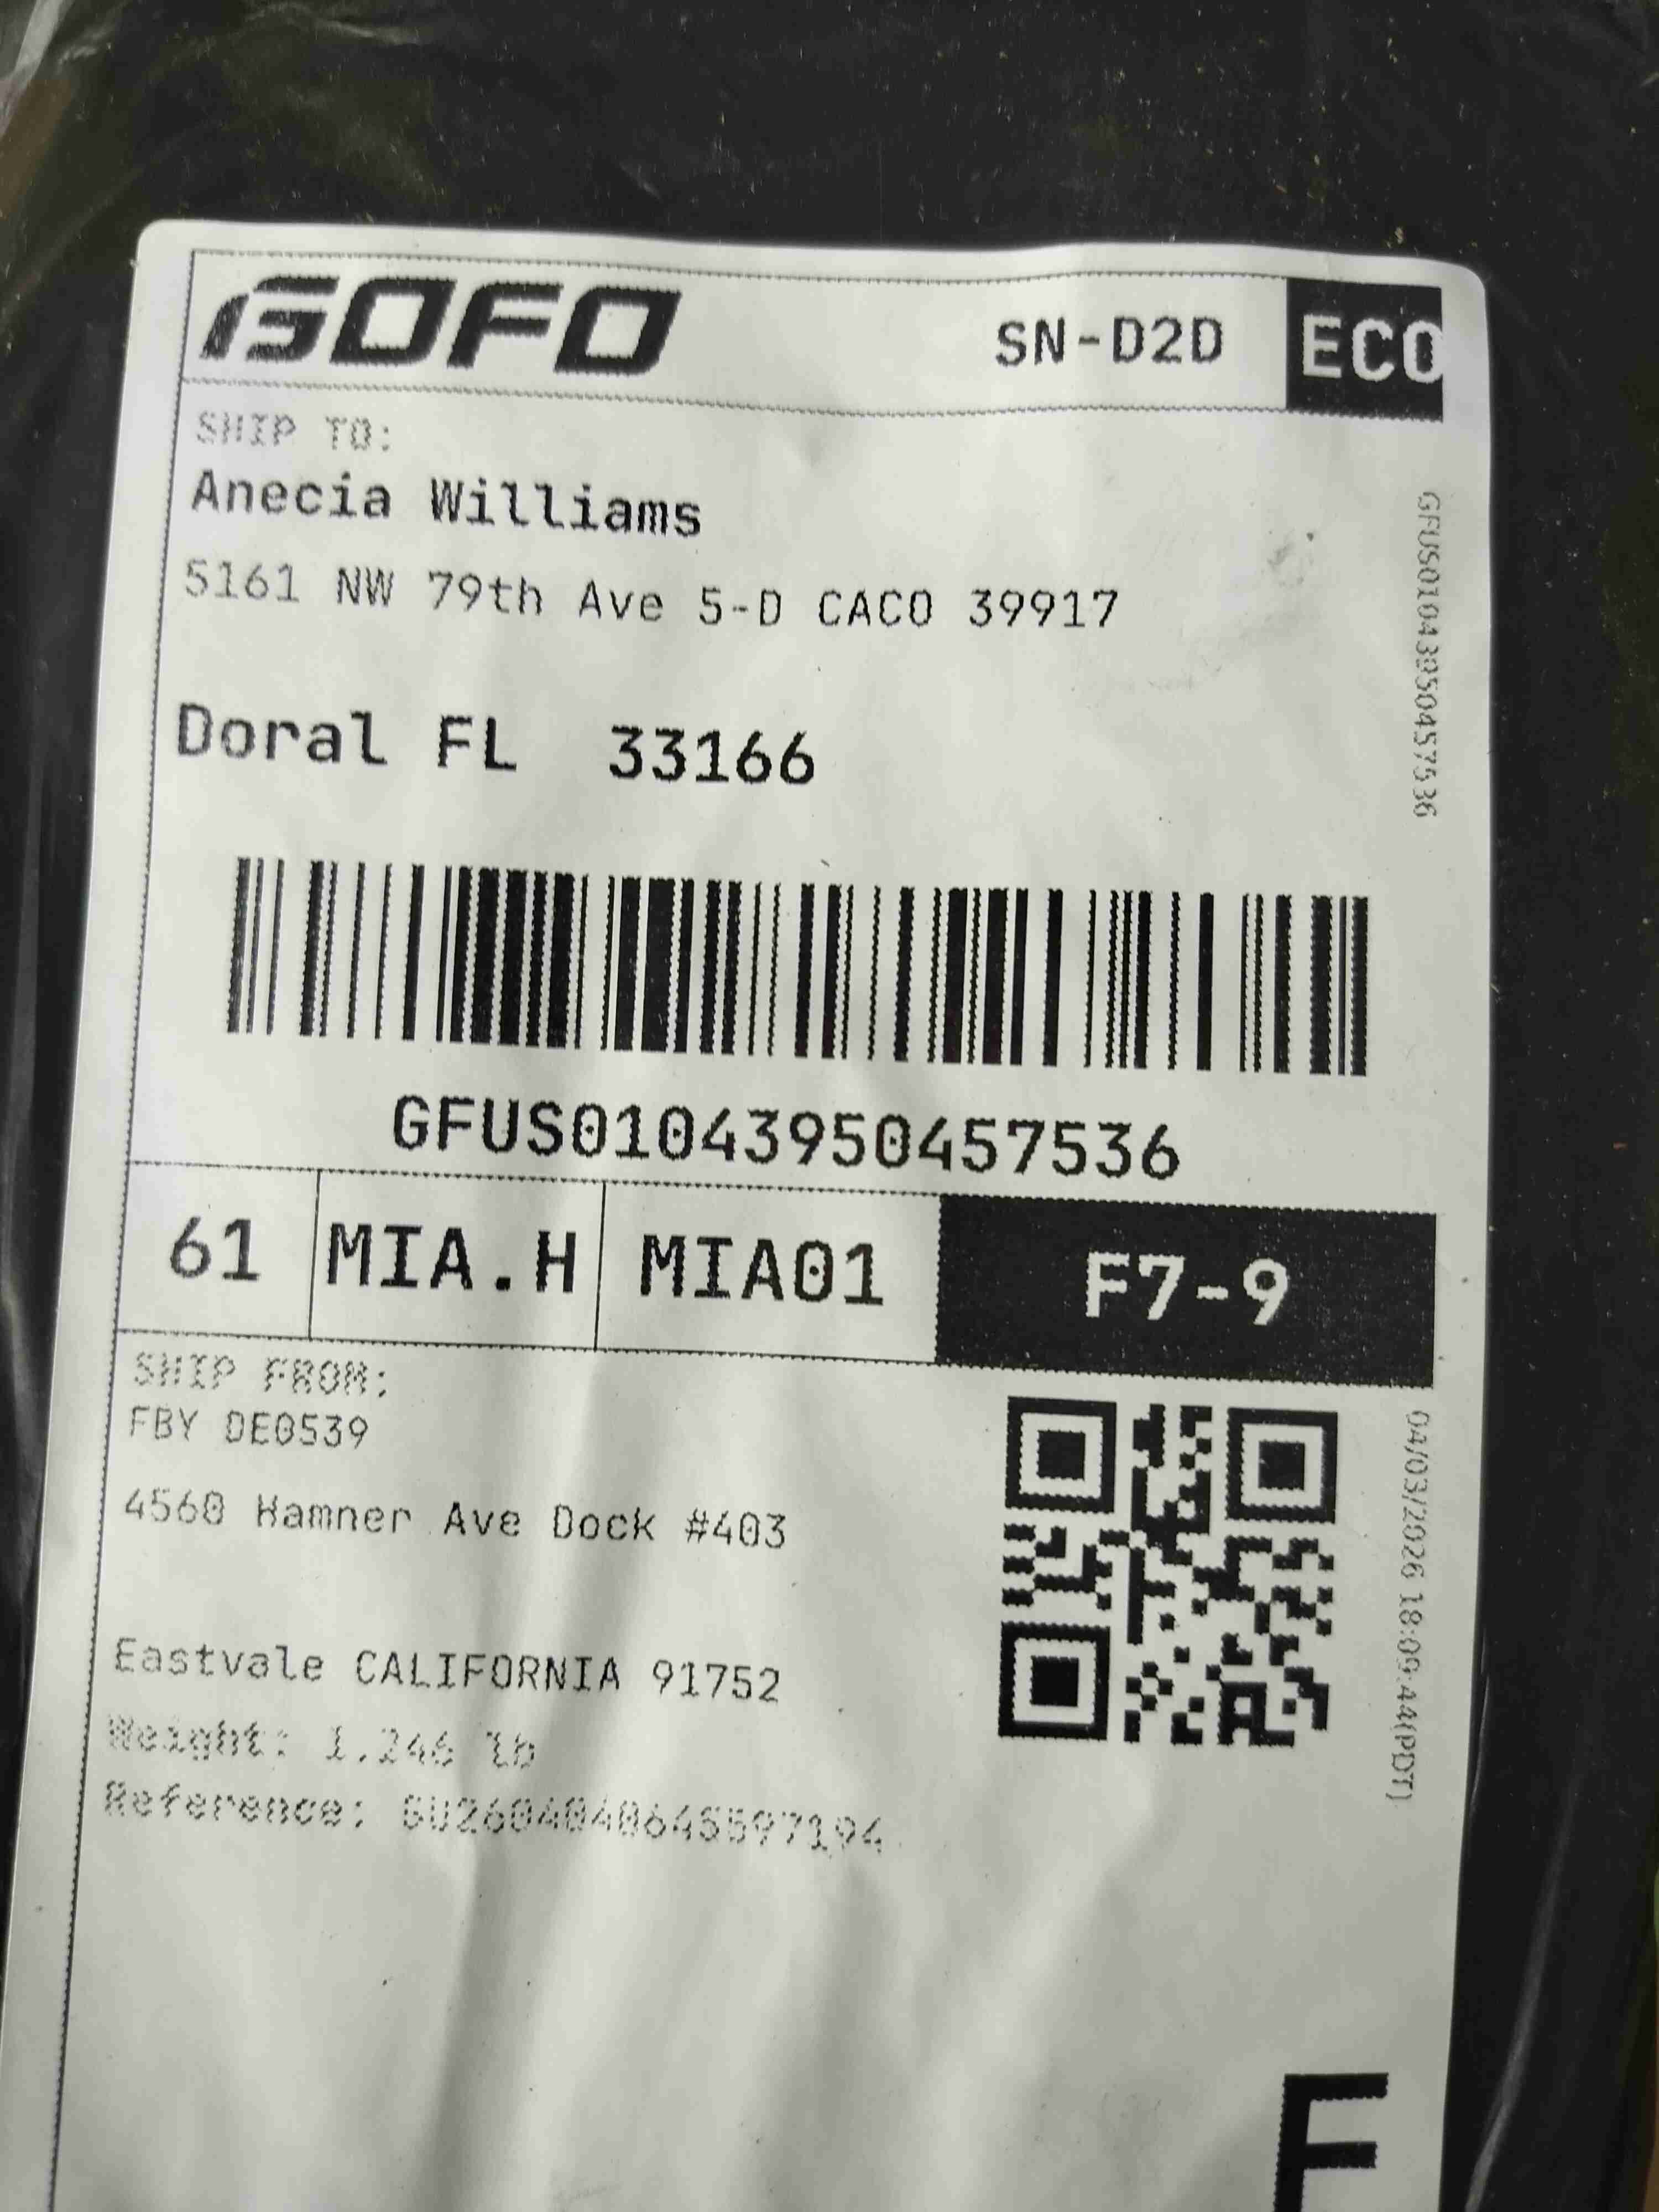 GOFO
SN-D2D
ECO
SHIP TO:
Anecia Williams
5161 NW 79th Ave 5-D CACO 39917
Doral FL 33166
GFUS01043950457536
GFUS01043950457536
61
MIA.H
MIA01
F7-9
SHIP FROM:
FBY DE0539
4560 Hamner Ave Dock #403
Eastvale CALIFORNIA 91752
Weight: 1.246 lb
Reference: GU2604040645597194
04/03/2026 18:09:44(PDT)
F